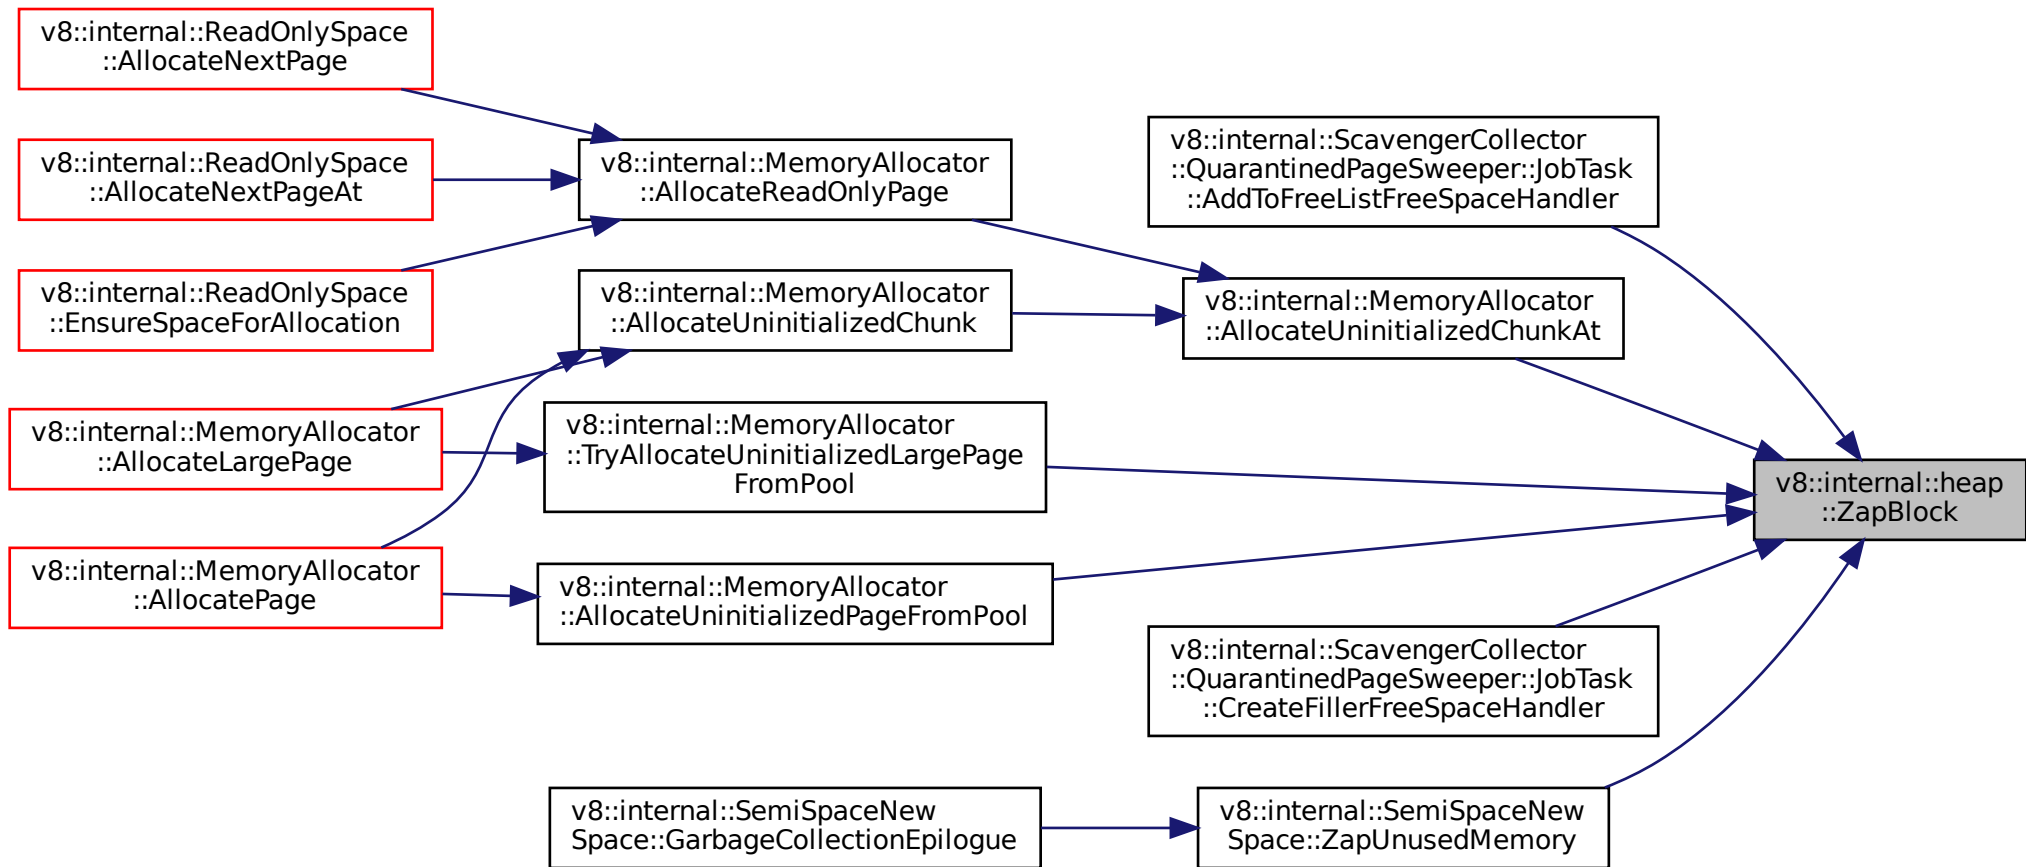 v8::internal::ReadOnlySpace
::AllocateNextPage
v8::internal::ReadOnlySpace
::AllocateNextPageAt
v8::internal::ReadOnlySpace
::EnsureSpaceForAllocation
v8::internal::MemoryAllocator
::AllocateLargePage
v8::internal::MemoryAllocator
::AllocatePage
v8::internal::MemoryAllocator
::AllocateReadOnlyPage
v8::internal::MemoryAllocator
::AllocateUninitializedChunk
v8::internal::MemoryAllocator
::TryAllocateUninitializedLargePage
FromPool
v8::internal::MemoryAllocator
::AllocateUninitializedPageFromPool
v8::internal::SemiSpaceNew
Space::GarbageCollectionEpilogue
v8::internal::ScavengerCollector
::QuarantinedPageSweeper::JobTask
::AddToFreeListFreeSpaceHandler
v8::internal::MemoryAllocator
::AllocateUninitializedChunkAt
v8::internal::ScavengerCollector
::QuarantinedPageSweeper::JobTask
::CreateFillerFreeSpaceHandler
v8::internal::SemiSpaceNew
Space::ZapUnusedMemory
v8::internal::heap
::ZapBlock